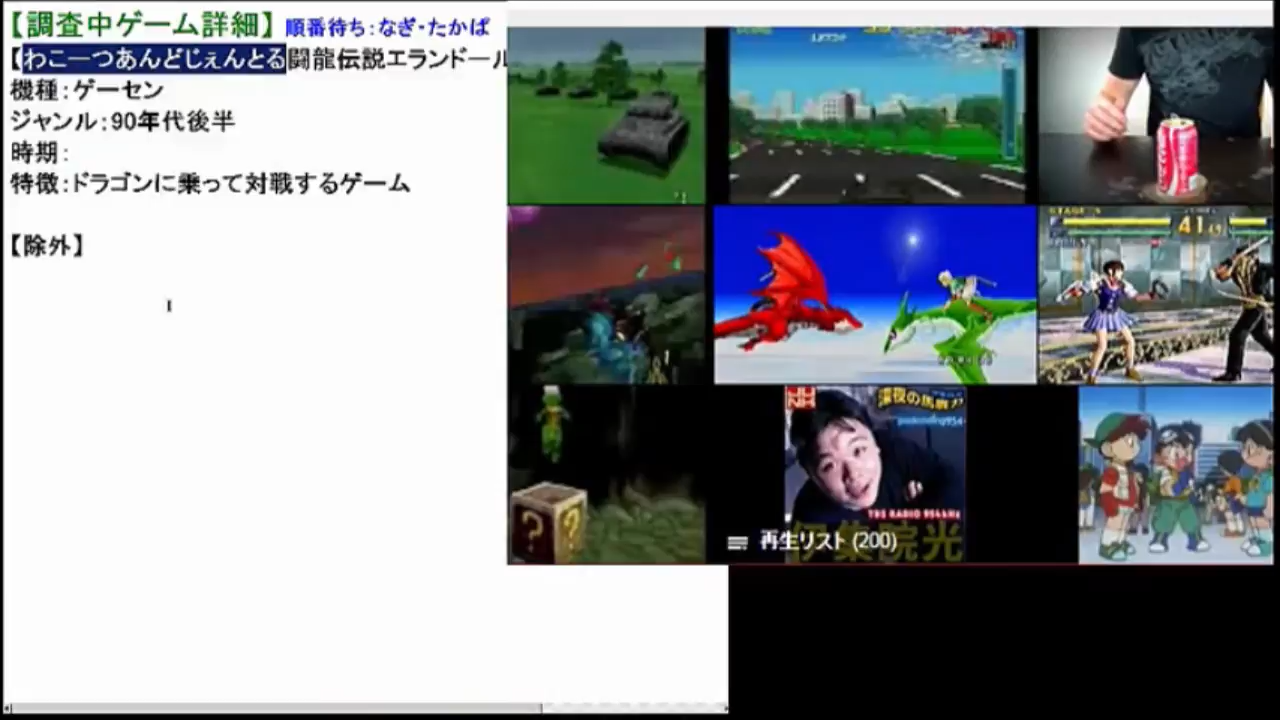 【調査中ゲーム詳細】 順番待ち：なぎ・たかぱ
【わこーつあんどじぇんとる闘龍伝説エランドール
機種：ゲーセン
ジャンル：90年代後半
時期：
特徴：ドラゴンに乗って対戦するゲーム
【除外】
41
深夜の馬鹿力
TBS RADIO 954kHz
伊集院光
再生リスト (200)
? ?